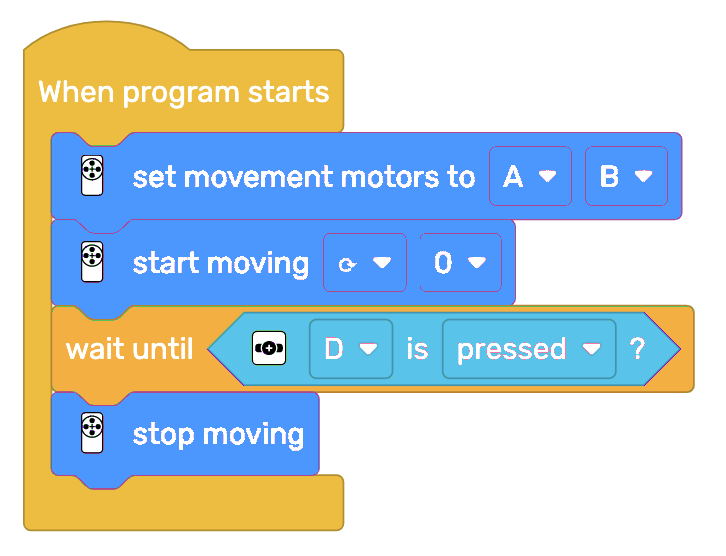 When program starts
set movement motors to A B
start moving ⟳ 0
wait until D is pressed ?
stop moving